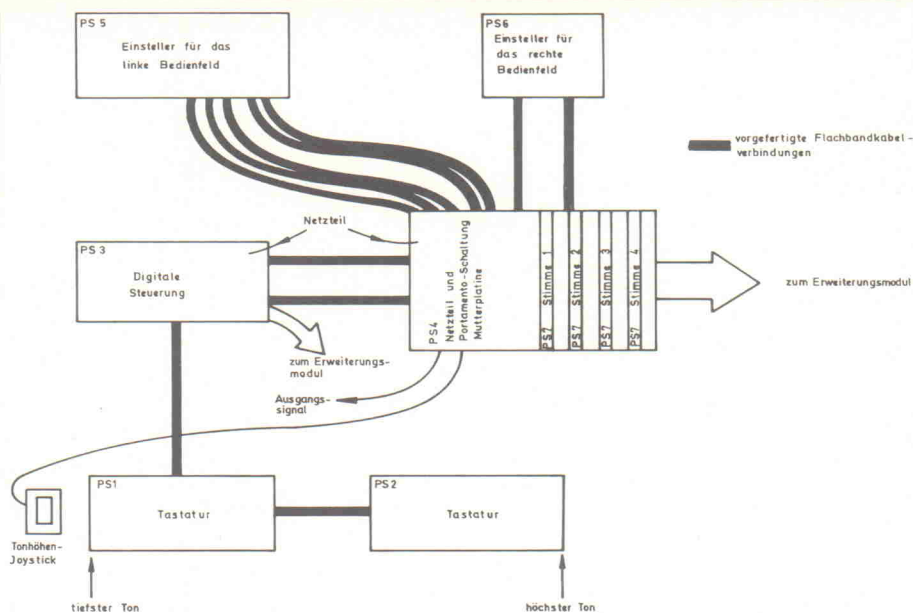 PS 5
Einsteller für das
linke Bedienfeld
PS6
Einsteller für
das rechte
Bedienfeld
vorgefertigte Flachbandkabel-
verbindungen
Netzteil
PS 3
Digitale
Steuerung
PS4
Netzteil und
Portamento-Schaltung
Mutterplatine
PS7 Stimme 1
PS7 Stimme 2
PS7 Stimme 3
PS7 Stimme 4
zum Erweiterungsmodul
zum Erweiterungs-
modul
Ausgangs-
signal
PS1
Tastatur
PS2
Tastatur
Tonhöhen-
Joystick
tiefster Ton
höchster Ton